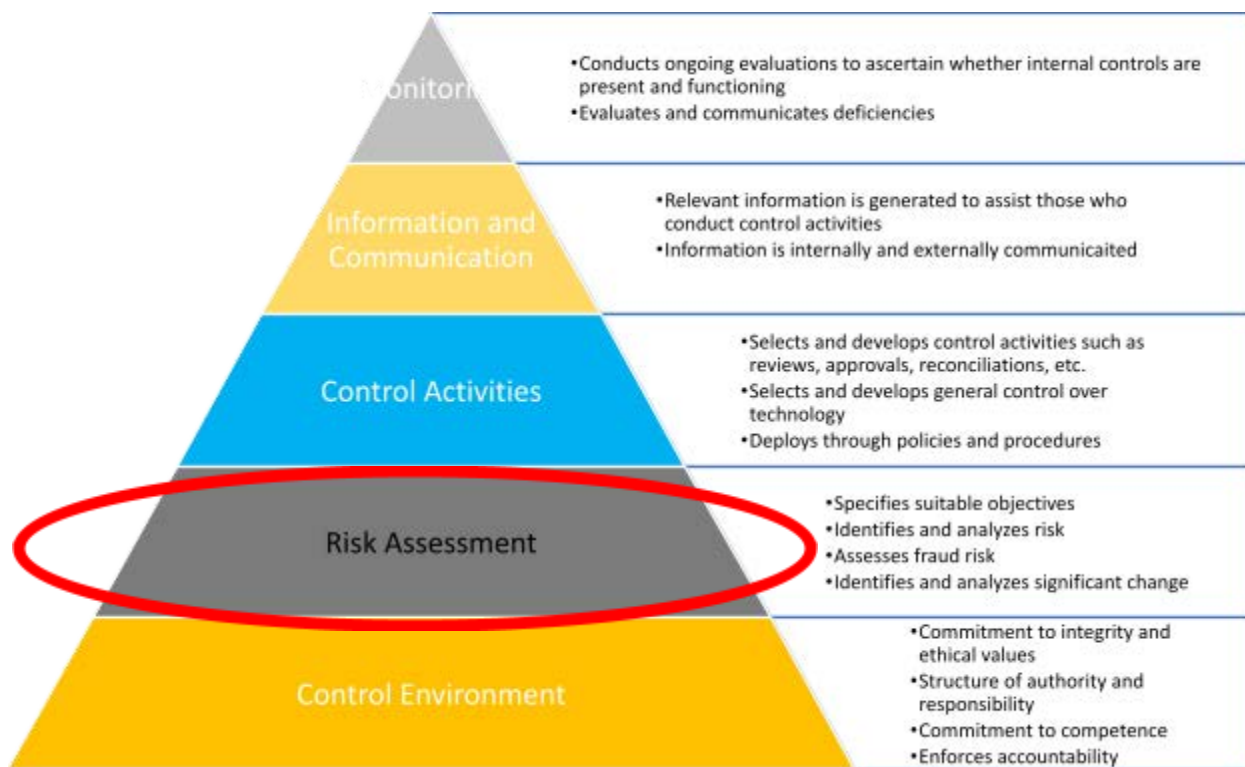 Monitoring
•Conducts ongoing evaluations to ascertain whether internal controls are
present and functioning
•Evaluates and communicates deficiencies
Information and
Communication
•Relevant information is generated to assist those who
conduct control activities
•Information is internally and externally communicaited
Control Activities
•Selects and develops control activities such as
reviews, approvals, reconciliations, etc.
•Selects and develops general control over
technology
•Deploys through policies and procedures
Risk Assessment
•Specifies suitable objectives
•Identifies and analyzes risk
•Assesses fraud risk
•Identifies and analyzes significant change
Control Environment
•Commitment to integrity and
ethical values
•Structure of authority and
responsibility
•Commitment to competence
•Enforces accountability